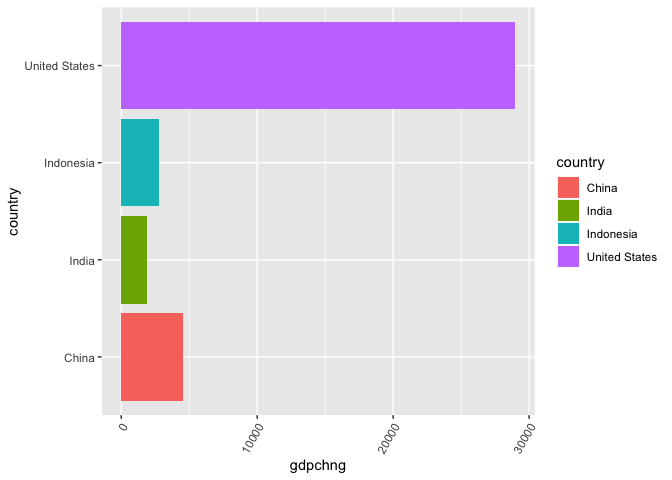 country
United States
Indonesia
India
China
0
10000
20000
30000
gdpchng
country
China
India
Indonesia
United States